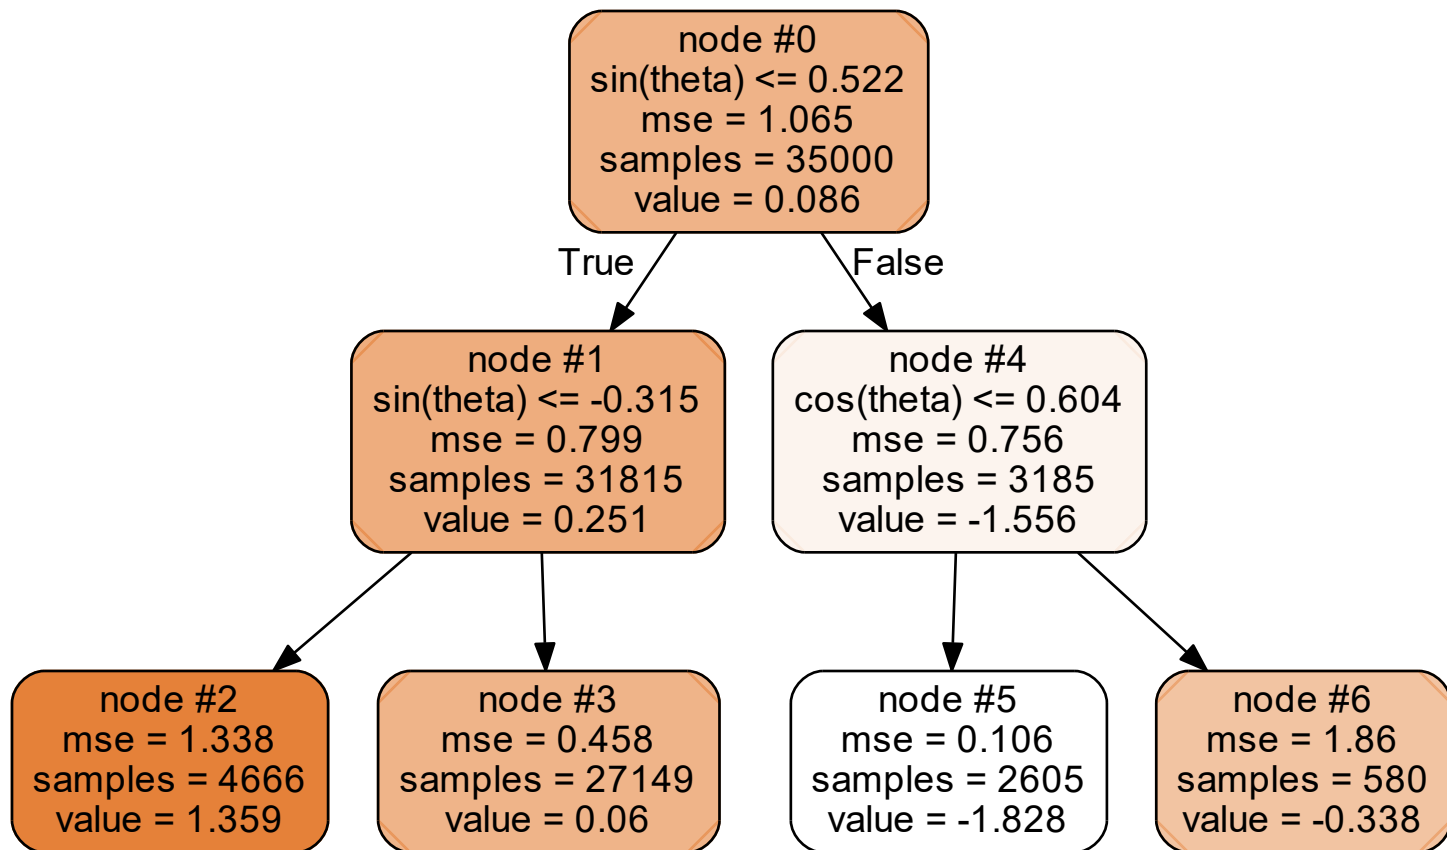 node #0
sin(theta) <= 0.522
mse = 1.065
samples = 35000
value = 0.086
True
False
node #1
sin(theta) <= -0.315
mse = 0.799
samples = 31815
value = 0.251
node #4
cos(theta) <= 0.604
mse = 0.756
samples = 3185
value = -1.556
node #2
mse = 1.338
samples = 4666
value = 1.359
node #3
mse = 0.458
samples = 27149
value = 0.06
node #5
mse = 0.106
samples = 2605
value = -1.828
node #6
mse = 1.86
samples = 580
value = -0.338